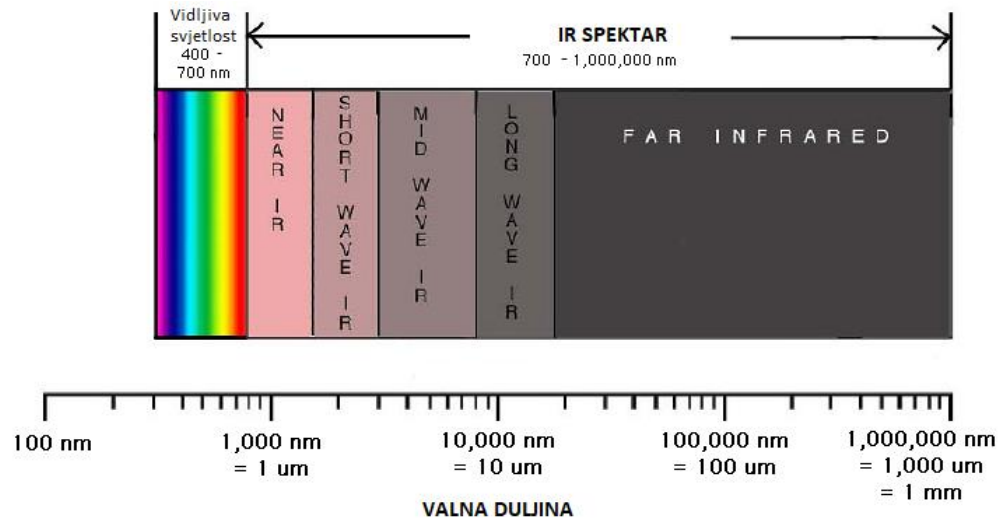 Vidljiva
svjetlost
400 -
700 nm
IR SPEKTAR
700 - 1,000,000 nm
NEAR IR
SHORT WAVE IR
MID WAVE IR
LONG WAVE IR
FAR INFRARED
100 nm
1,000 nm
= 1 um
10,000 nm
= 10 um
100,000 nm
= 100 um
1,000,000 nm
= 1,000 um
= 1 mm
VALNA DULJINA